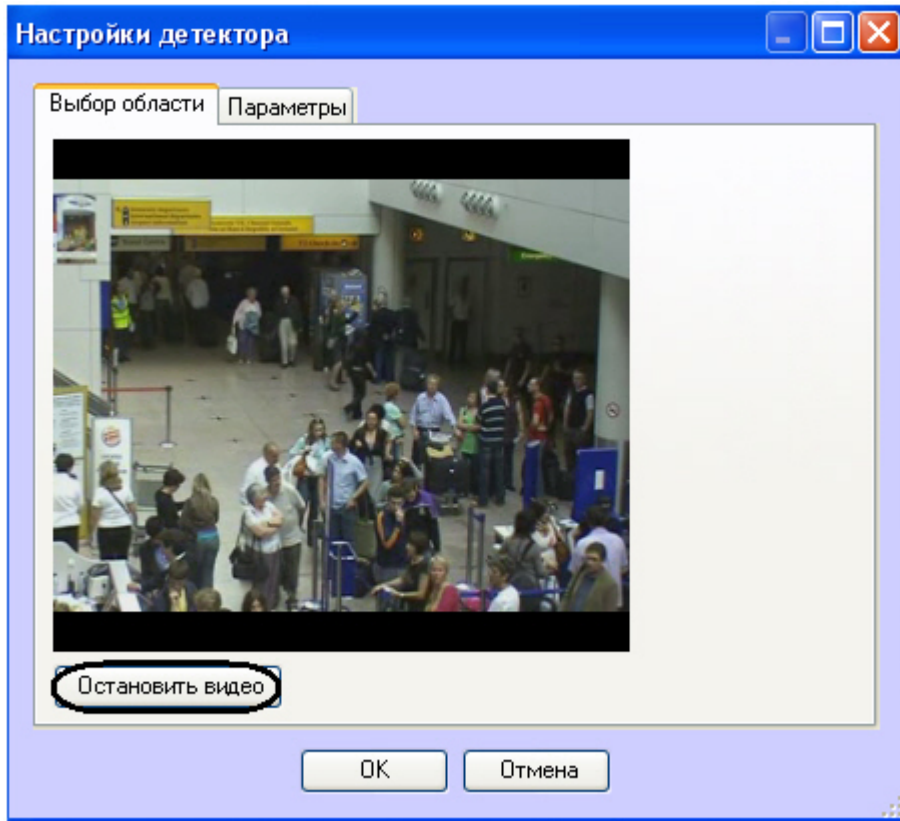 Настройки детектора
Выбор области
Параметры
Остановить видео
OK
Отмена